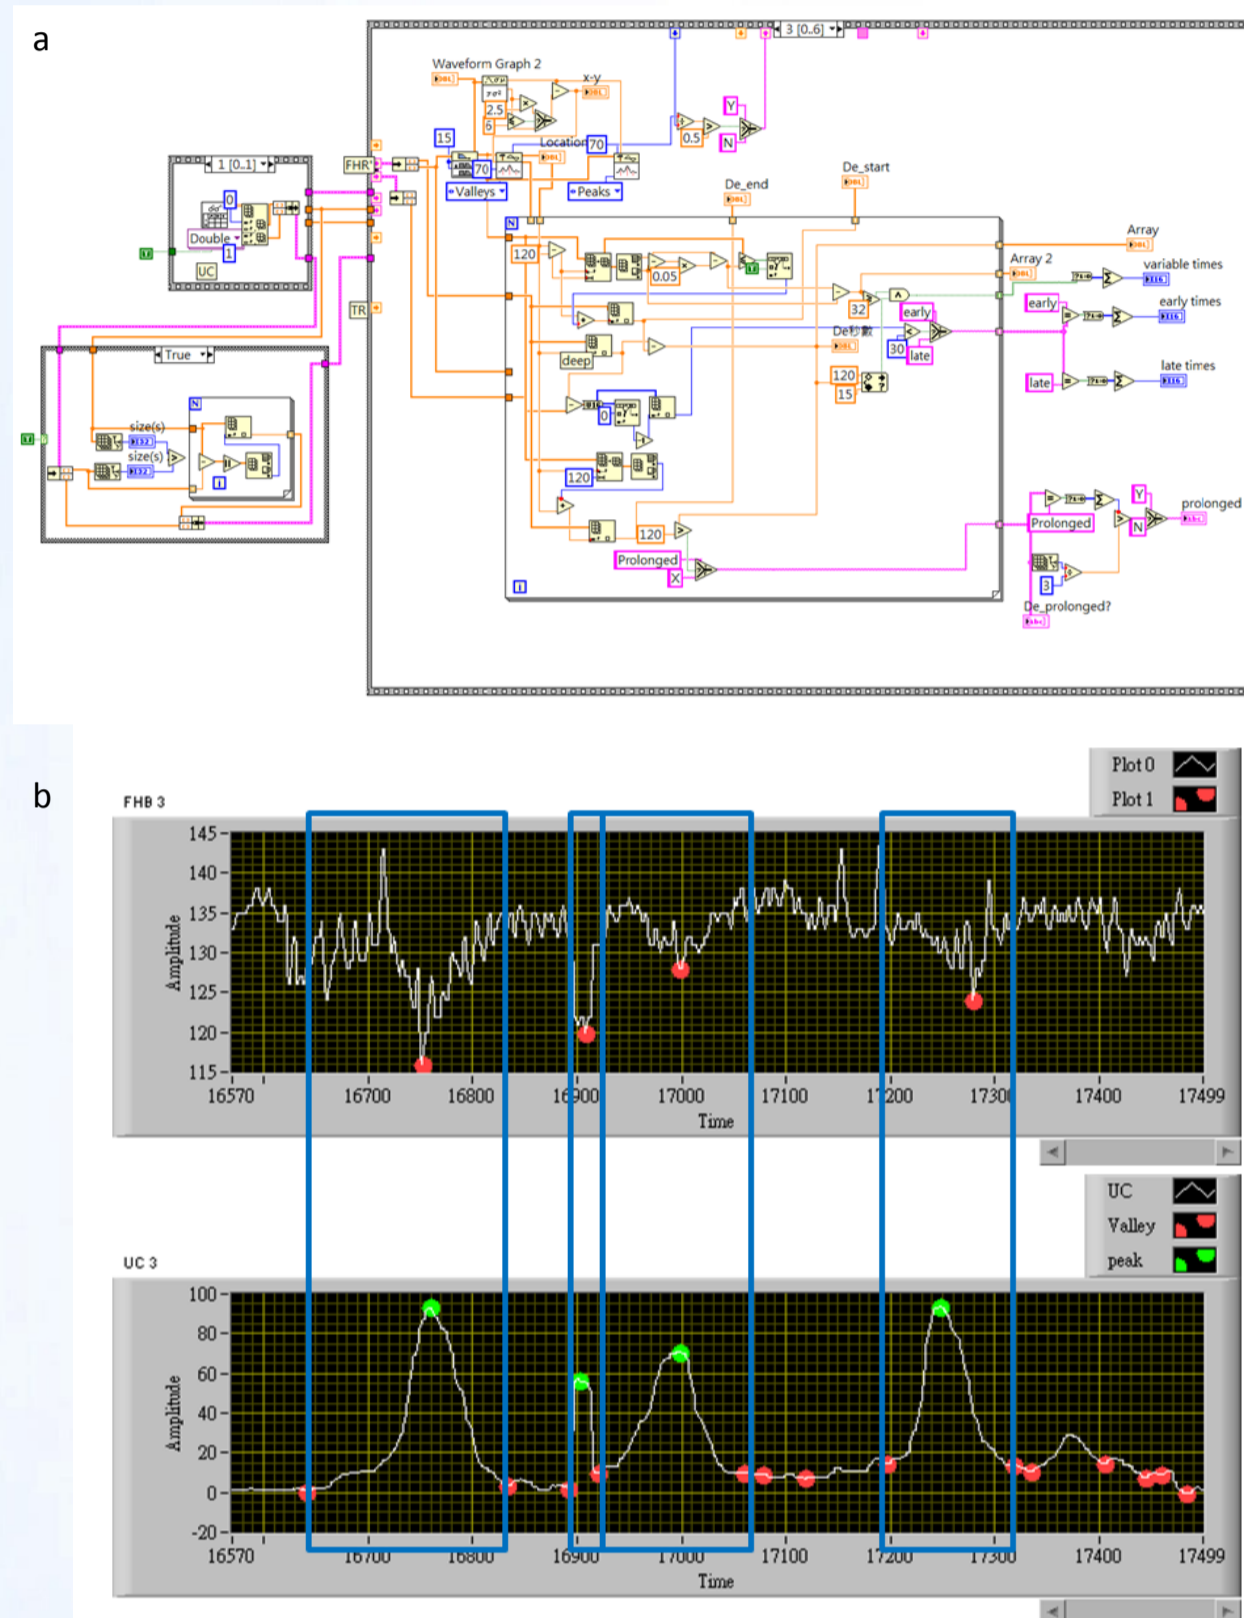 a
3 [0..6]
Waveform Graph 2
x-y
2.5
6
Y
0.5
N
15
Location
70
FHR
70
1 [0..1]
Valleys
Peaks
De_start
De_end
0
Double
1
UC
N
120
0.05
Array
Array 2
variable times
TR
32
early
early
early times
De秒數
30
late
deep
True
120
late
late times
15
N
0
size(s)
size(s)
i
120
Y
120
Prolonged
N
prolonged
Prolonged
X
3
i
De_prolonged?
b
Plot 0
Plot 1
FHB 3
145
140
135
130
125
120
115
Amplitude
16570
16700
16800
16900
17000
17100
17200
17300
17400
17499
Time
UC
Valley
peak
UC 3
100
80
60
40
20
0
-20
Amplitude
16570
16700
16800
16900
17000
17100
17200
17300
17400
17499
Time